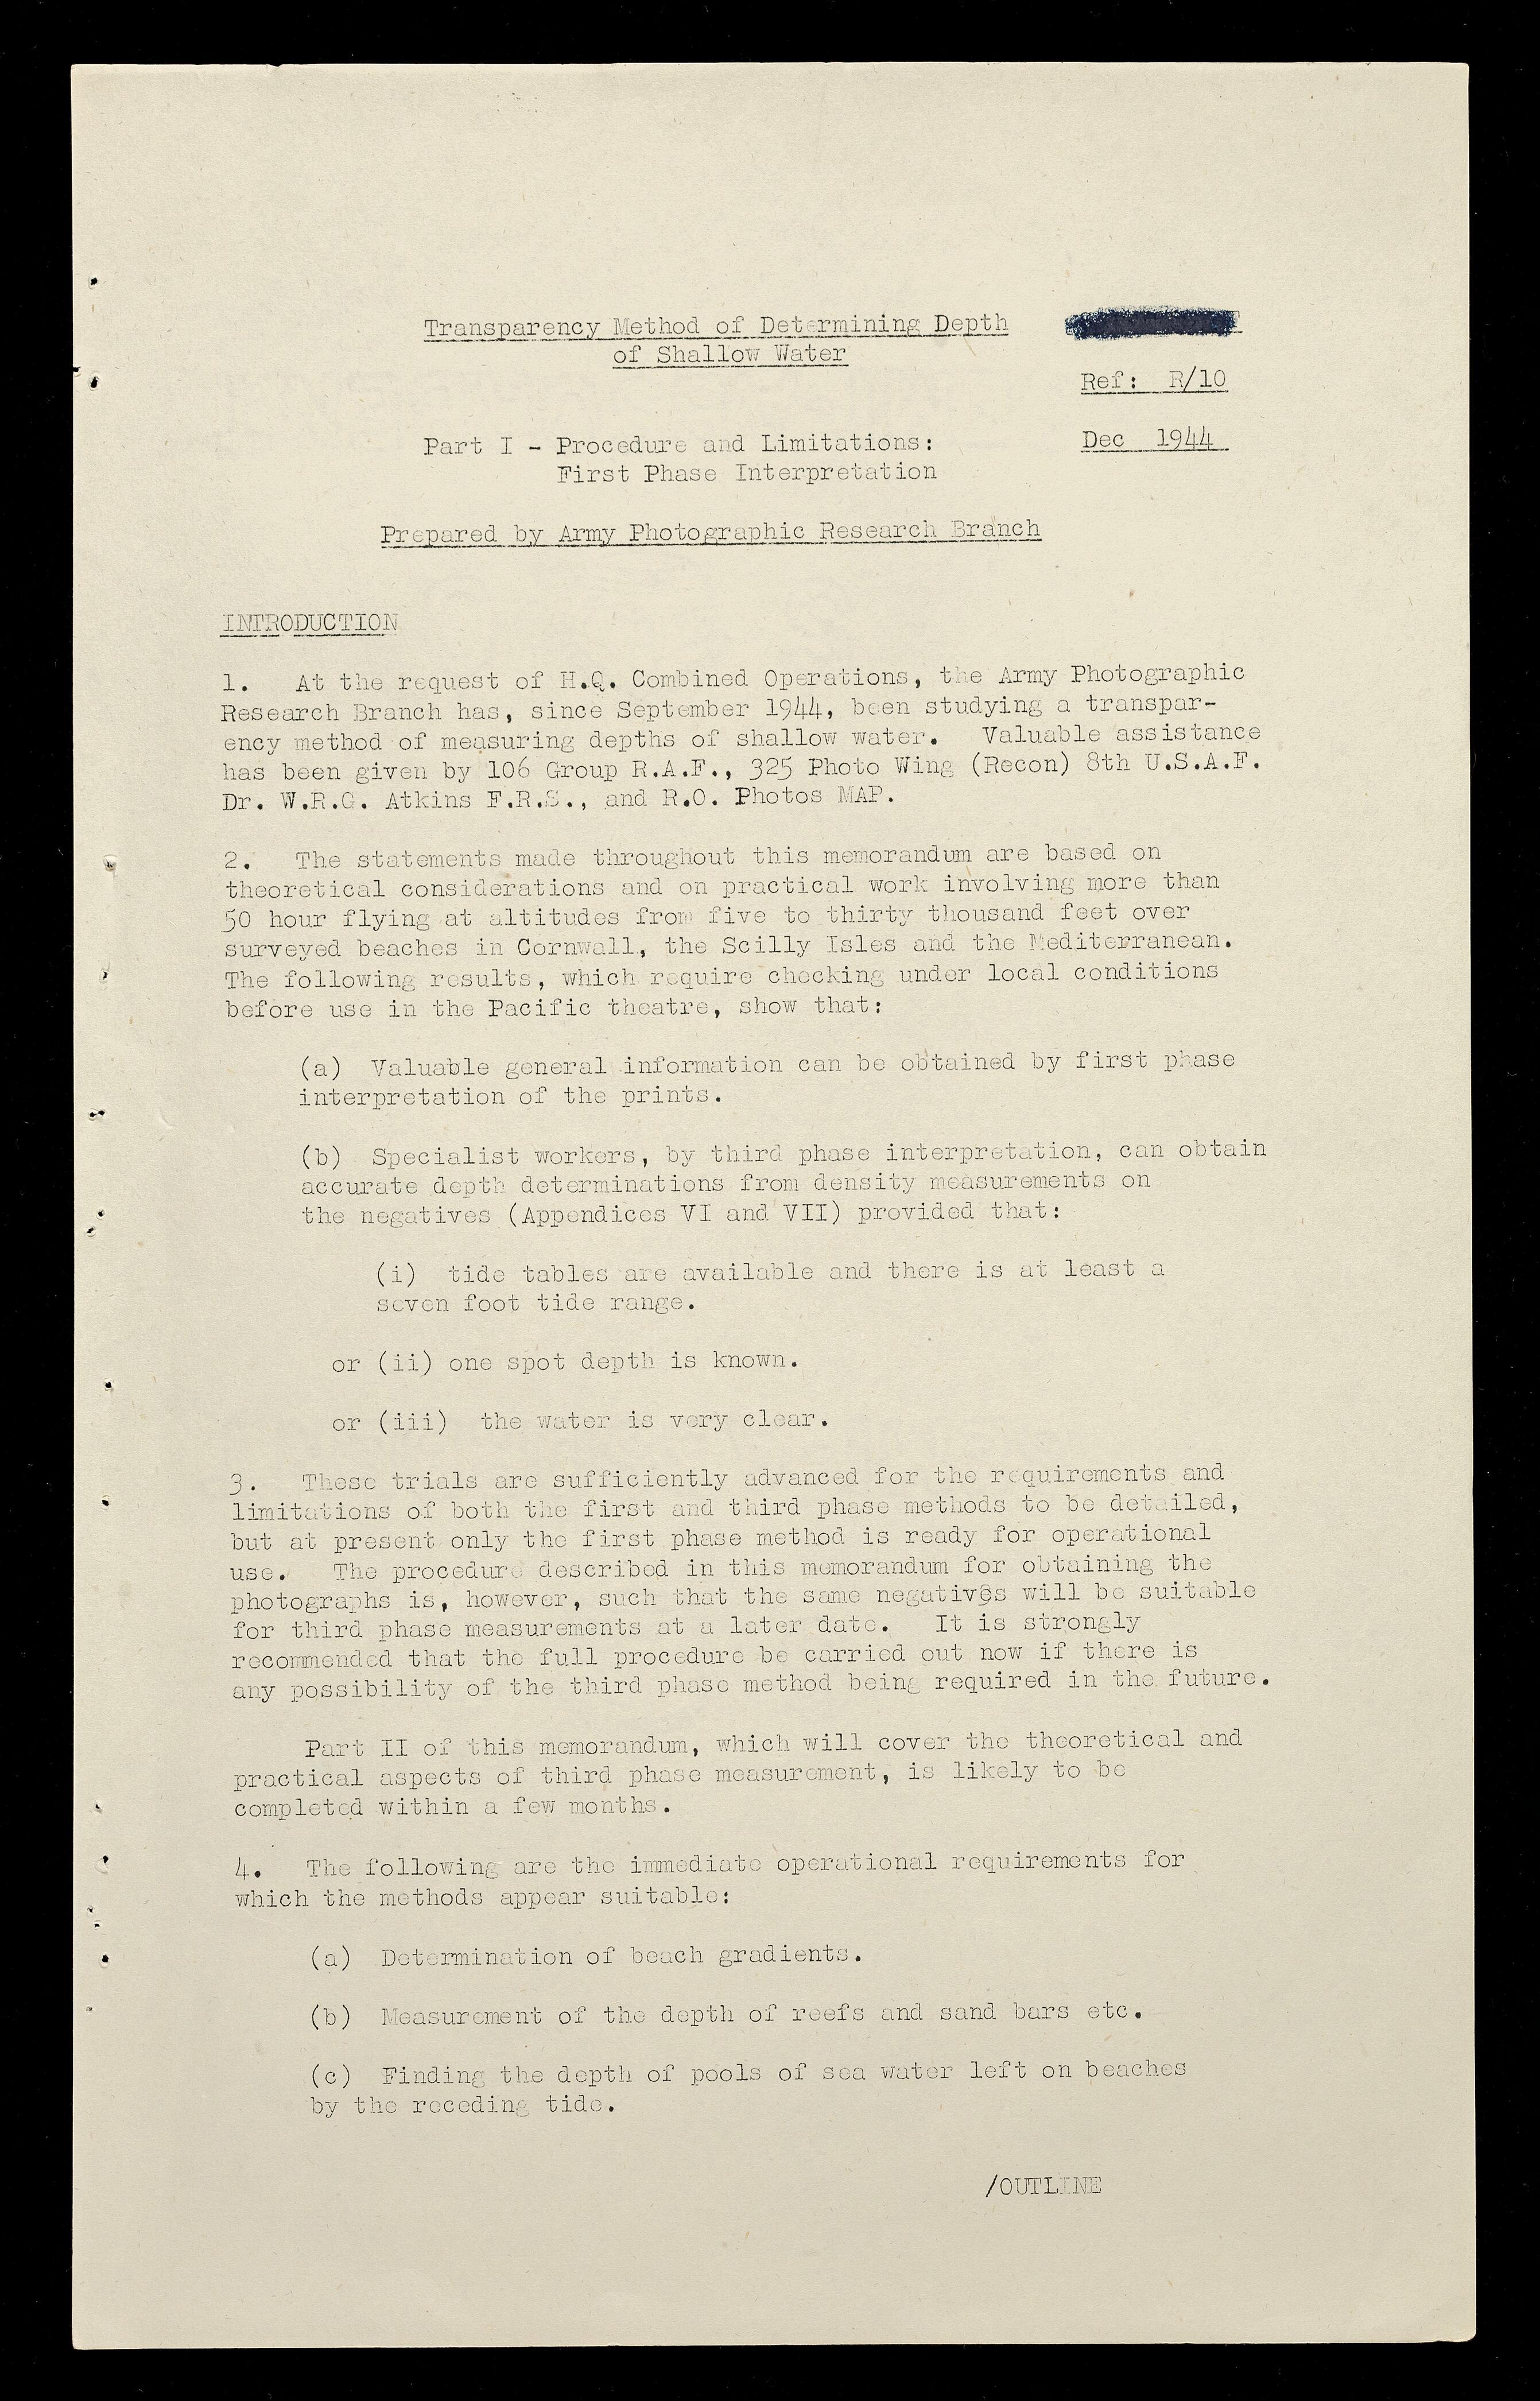 Transparency Method of Determining Depth
of Shallow Water
Ref: R/10
Part I - Procedure and Limitations:
First Phase Interpretation
Dec 1944
Prepared by Army Photographic Research Branch
INTRODUCTION
1. At the request of H.Q. Combined Operations, the Army Photographic
Research Branch has, since September 1944, been studying a transpar-
ency method of measuring depths of shallow water. Valuable assistance
has been given by 106 Group R.A.F., 325 Photo Wing (Recon) 8th U.S.A.F.
Dr. W.R.G. Atkins F.R.S., and R.O. Photos MAP.
2. The statements made throughout this memorandum are based on
theoretical considerations and on practical work involving more than
50 hour flying at altitudes from five to thirty thousand feet over
surveyed beaches in Cornwall, the Scilly Isles and the Mediterranean.
The following results, which require checking under local conditions
before use in the Pacific theatre, show that:
(a) Valuable general information can be obtained by first phase
interpretation of the prints.
(b) Specialist workers, by third phase interpretation, can obtain
accurate depth determinations from density measurements on
the negatives (Appendices VI and VII) provided that:
(i) tide tables are available and there is at least a
seven foot tide range.
or (ii) one spot depth is known.
or (iii) the water is very clear.
3. These trials are sufficiently advanced for the requirements and
limitations of both the first and third phase methods to be detailed,
but at present only the first phase method is ready for operational
use. The procedure described in this memorandum for obtaining the
photographs is, however, such that the same negatives will be suitable
for third phase measurements at a later date. It is strongly
recommended that the full procedure be carried out now if there is
any possibility of the third phase method being required in the future.
Part II of this memorandum, which will cover the theoretical and
practical aspects of third phase measurement, is likely to be
completed within a few months.
4. The following are the immediate operational requirements for
which the methods appear suitable:
(a) Determination of beach gradients.
(b) Measurement of the depth of reefs and sand bars etc.
(c) Finding the depth of pools of sea water left on beaches
by the receding tide.
/OUTLINE